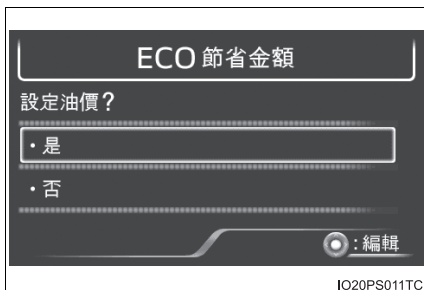 ECO 節省金額
設定油價?
・是
・否
:編輯
IO20PS011TC